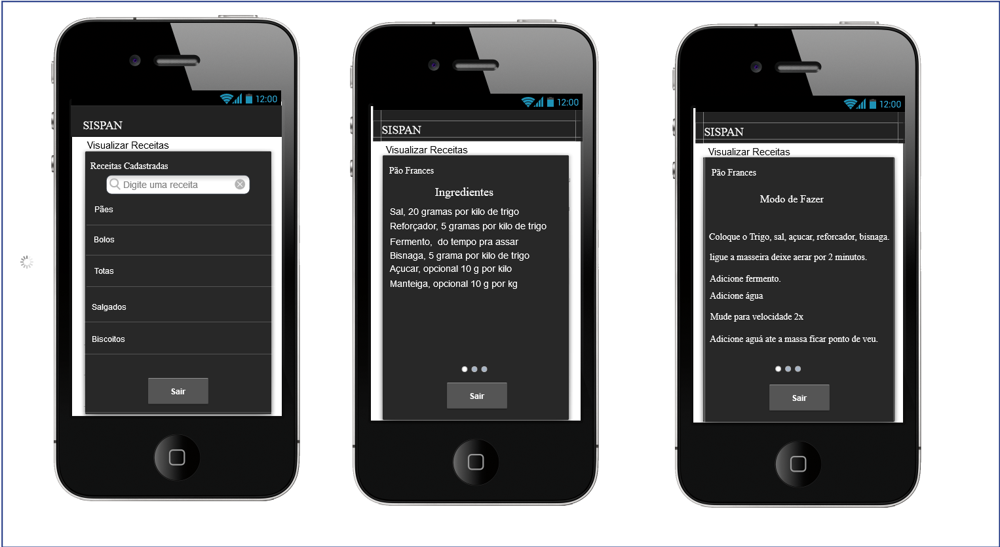 12:00
SISPAN
Visualizar Receitas
Receitas Cadastradas
Digite uma receita
Pães
Bolos
Totas
Salgados
Biscoitos
Sair
12:00
SISPAN
Visualizar Receitas
Pão Frances
Ingredientes
Sal, 20 gramas por kilo de trigo
Reforçador, 5 gramas por kilo de trigo
Fermento,  do tempo pra assar
Bisnaga, 5 grama por kilo de trigo
Açucar, opcional 10 g por kilo
Manteiga, opcional 10 g por kg
Sair
12:00
SISPAN
Visualizar Receitas
Pão Frances
Modo de Fazer
Coloque o Trigo, sal, açucar, reforcador, bisnaga.
ligue a masseira deixe aerar por 2 minutos.
Adicione fermento.
Adicione água
Mude para velocidade 2x
Adicione aguá ate a massa ficar ponto de veu.
Sair